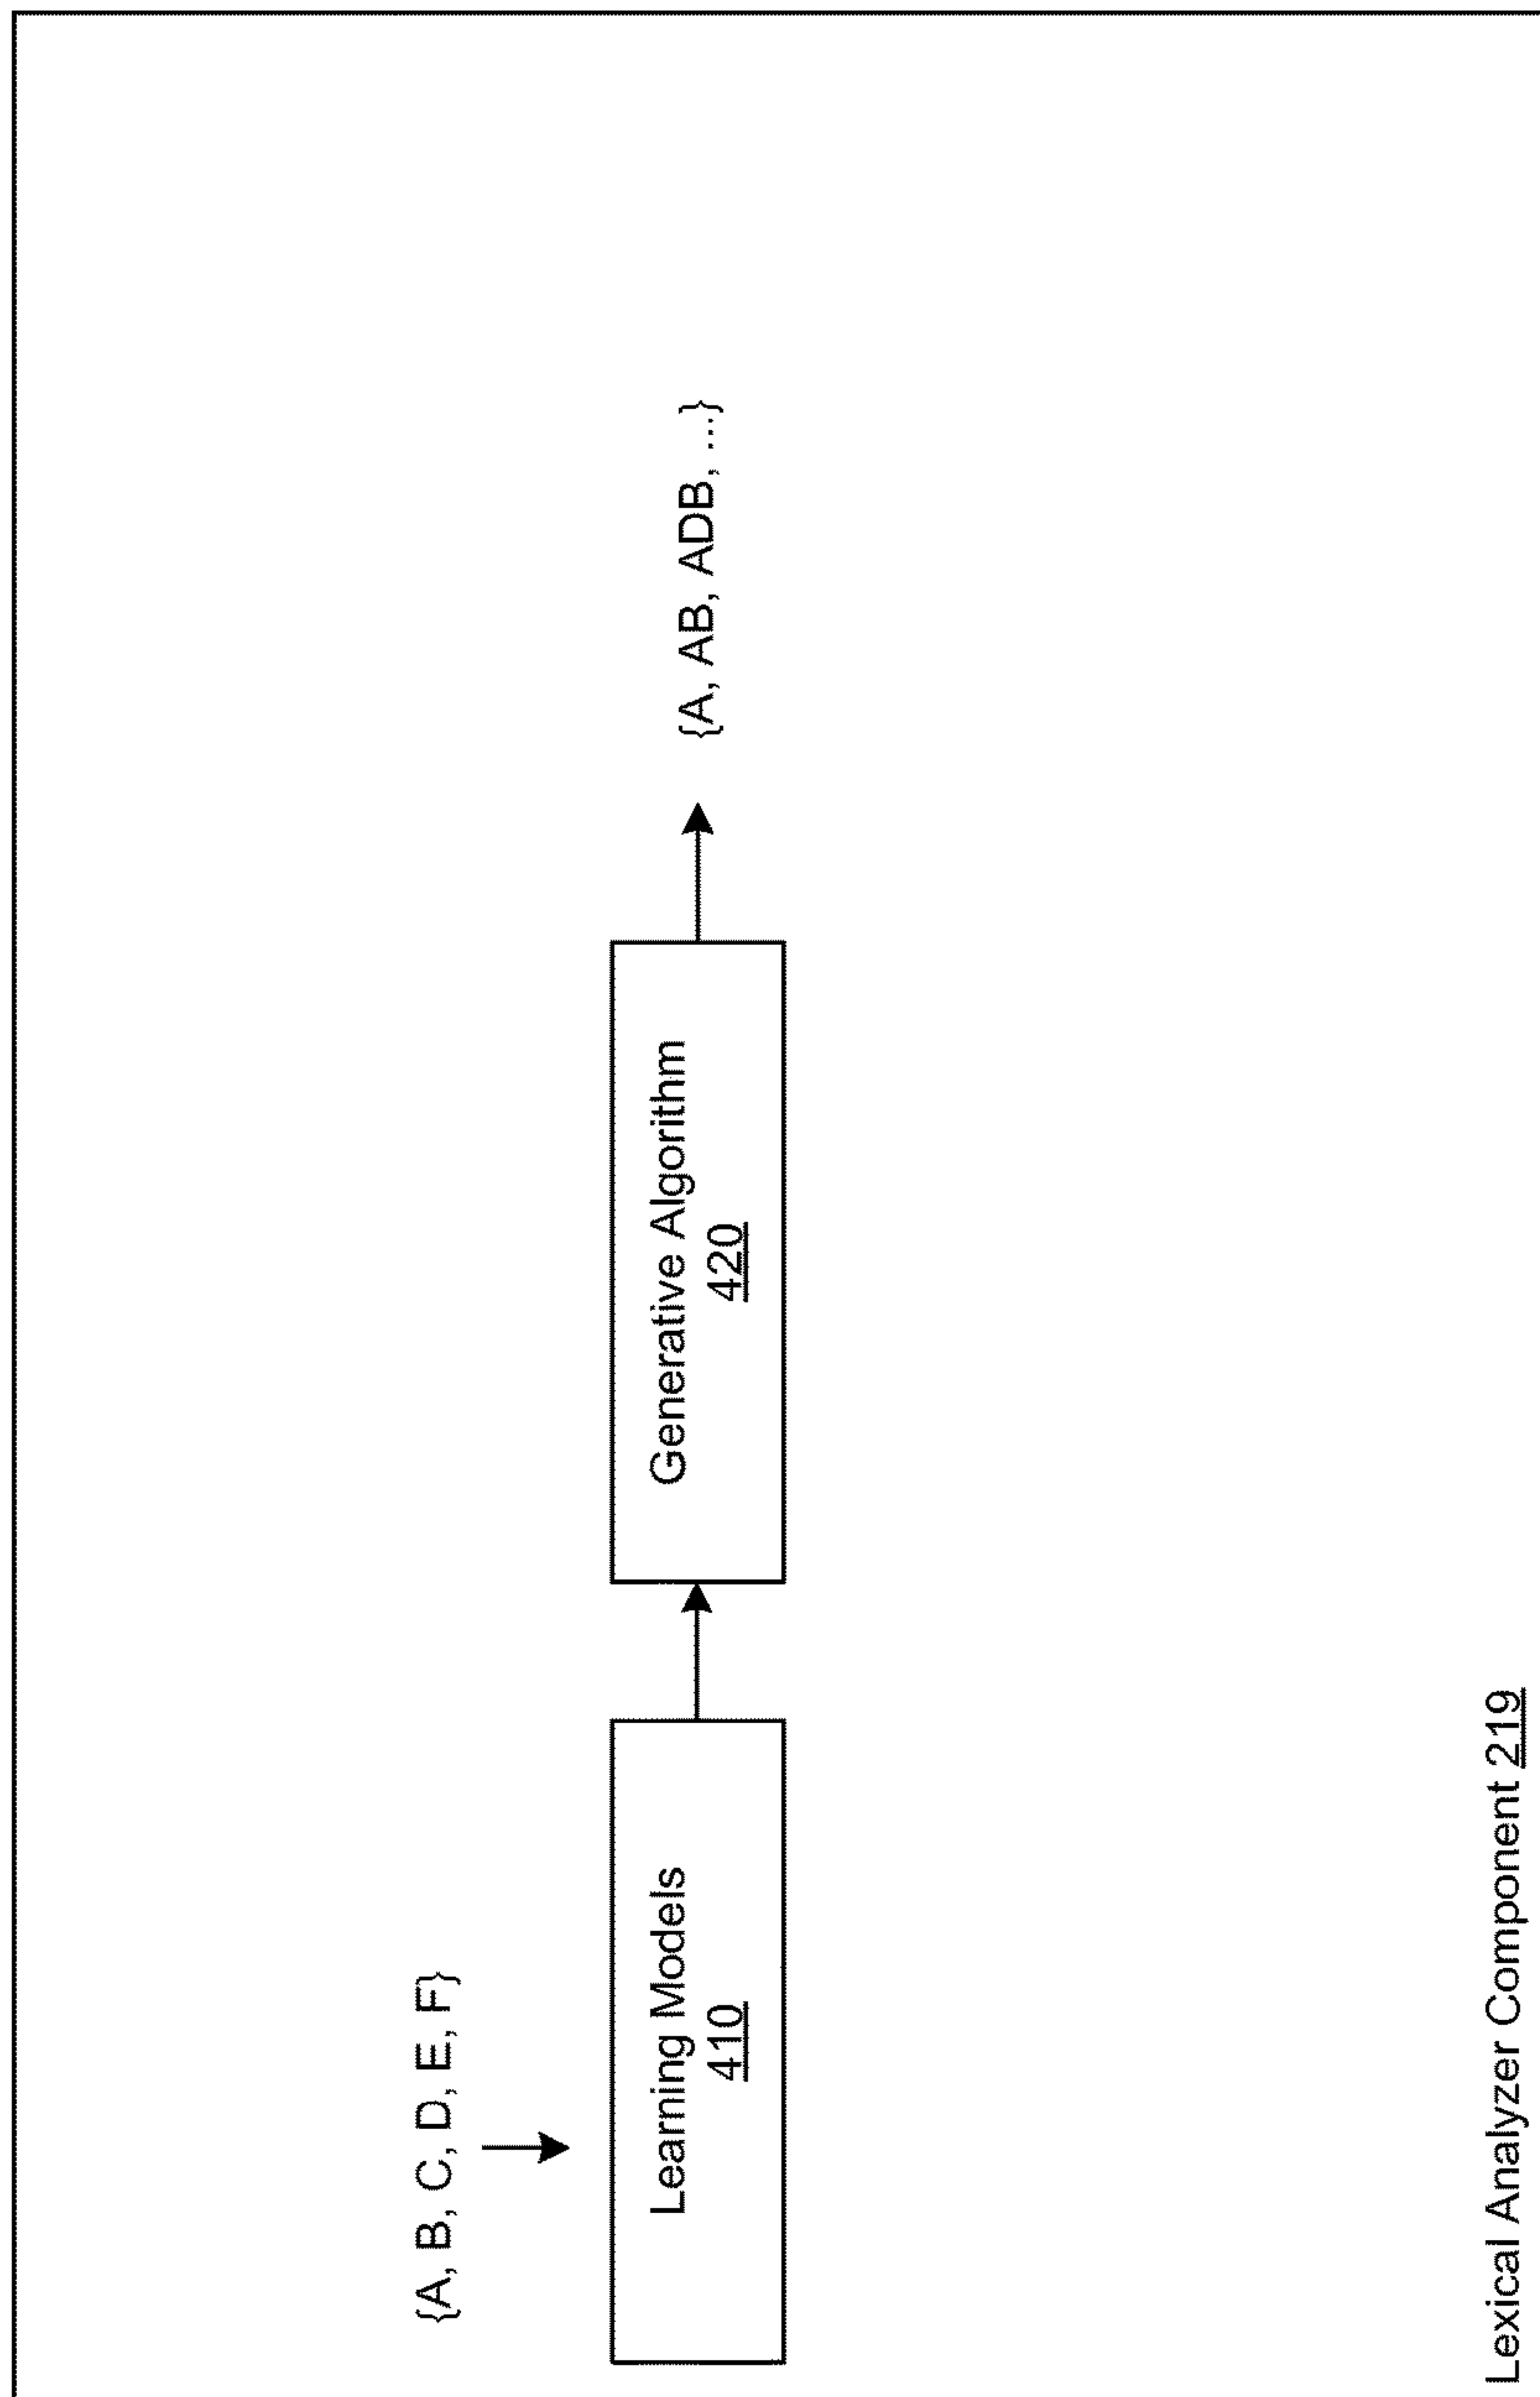 {A, B, C, D, E, F}
Learning Models
410
Generative Algorithm
420
{A, AB, ADB, ...}
Lexical Analyzer Component 219